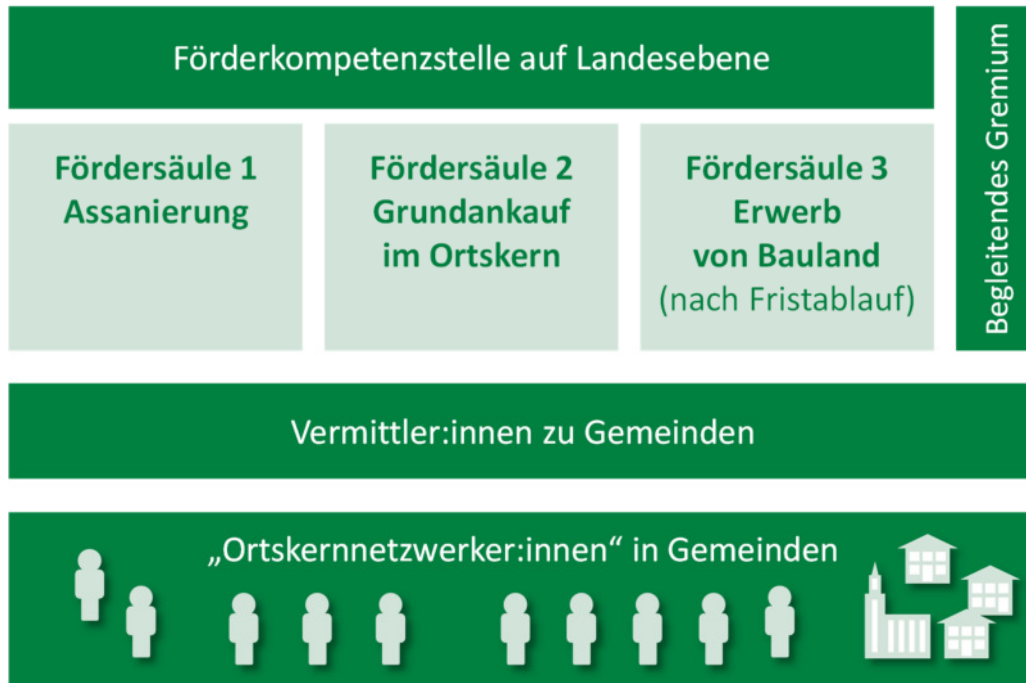 Förderkompetenzstelle auf Landesebene
Begleitendes Gremium
Fördersäule 1
Assanierung
Fördersäule 2
Grundankauf
im Ortskern
Fördersäule 3
Erwerb
von Bauland
(nach Fristablauf)
Vermittler:innen zu Gemeinden
„Ortskernnetzwerker:innen“ in Gemeinden